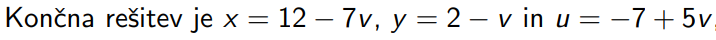 Končna rešitev je x = 12 − 7v, y = 2 − v in u = −7 + 5v,